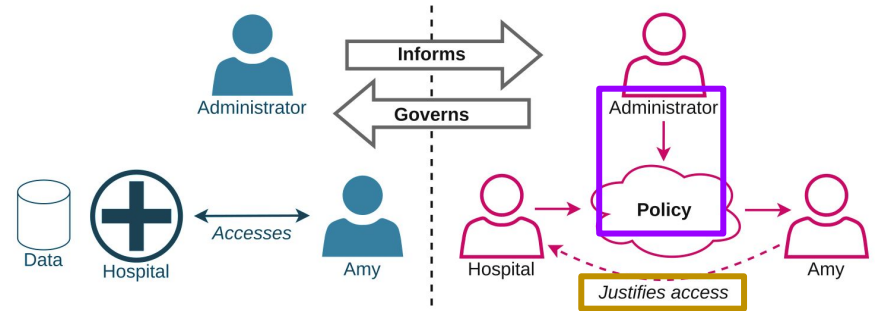 Informs
Governs
Administrator
Accesses
Data
Hospital
Amy
Administrator
Policy
Hospital
Amy
Justifies access